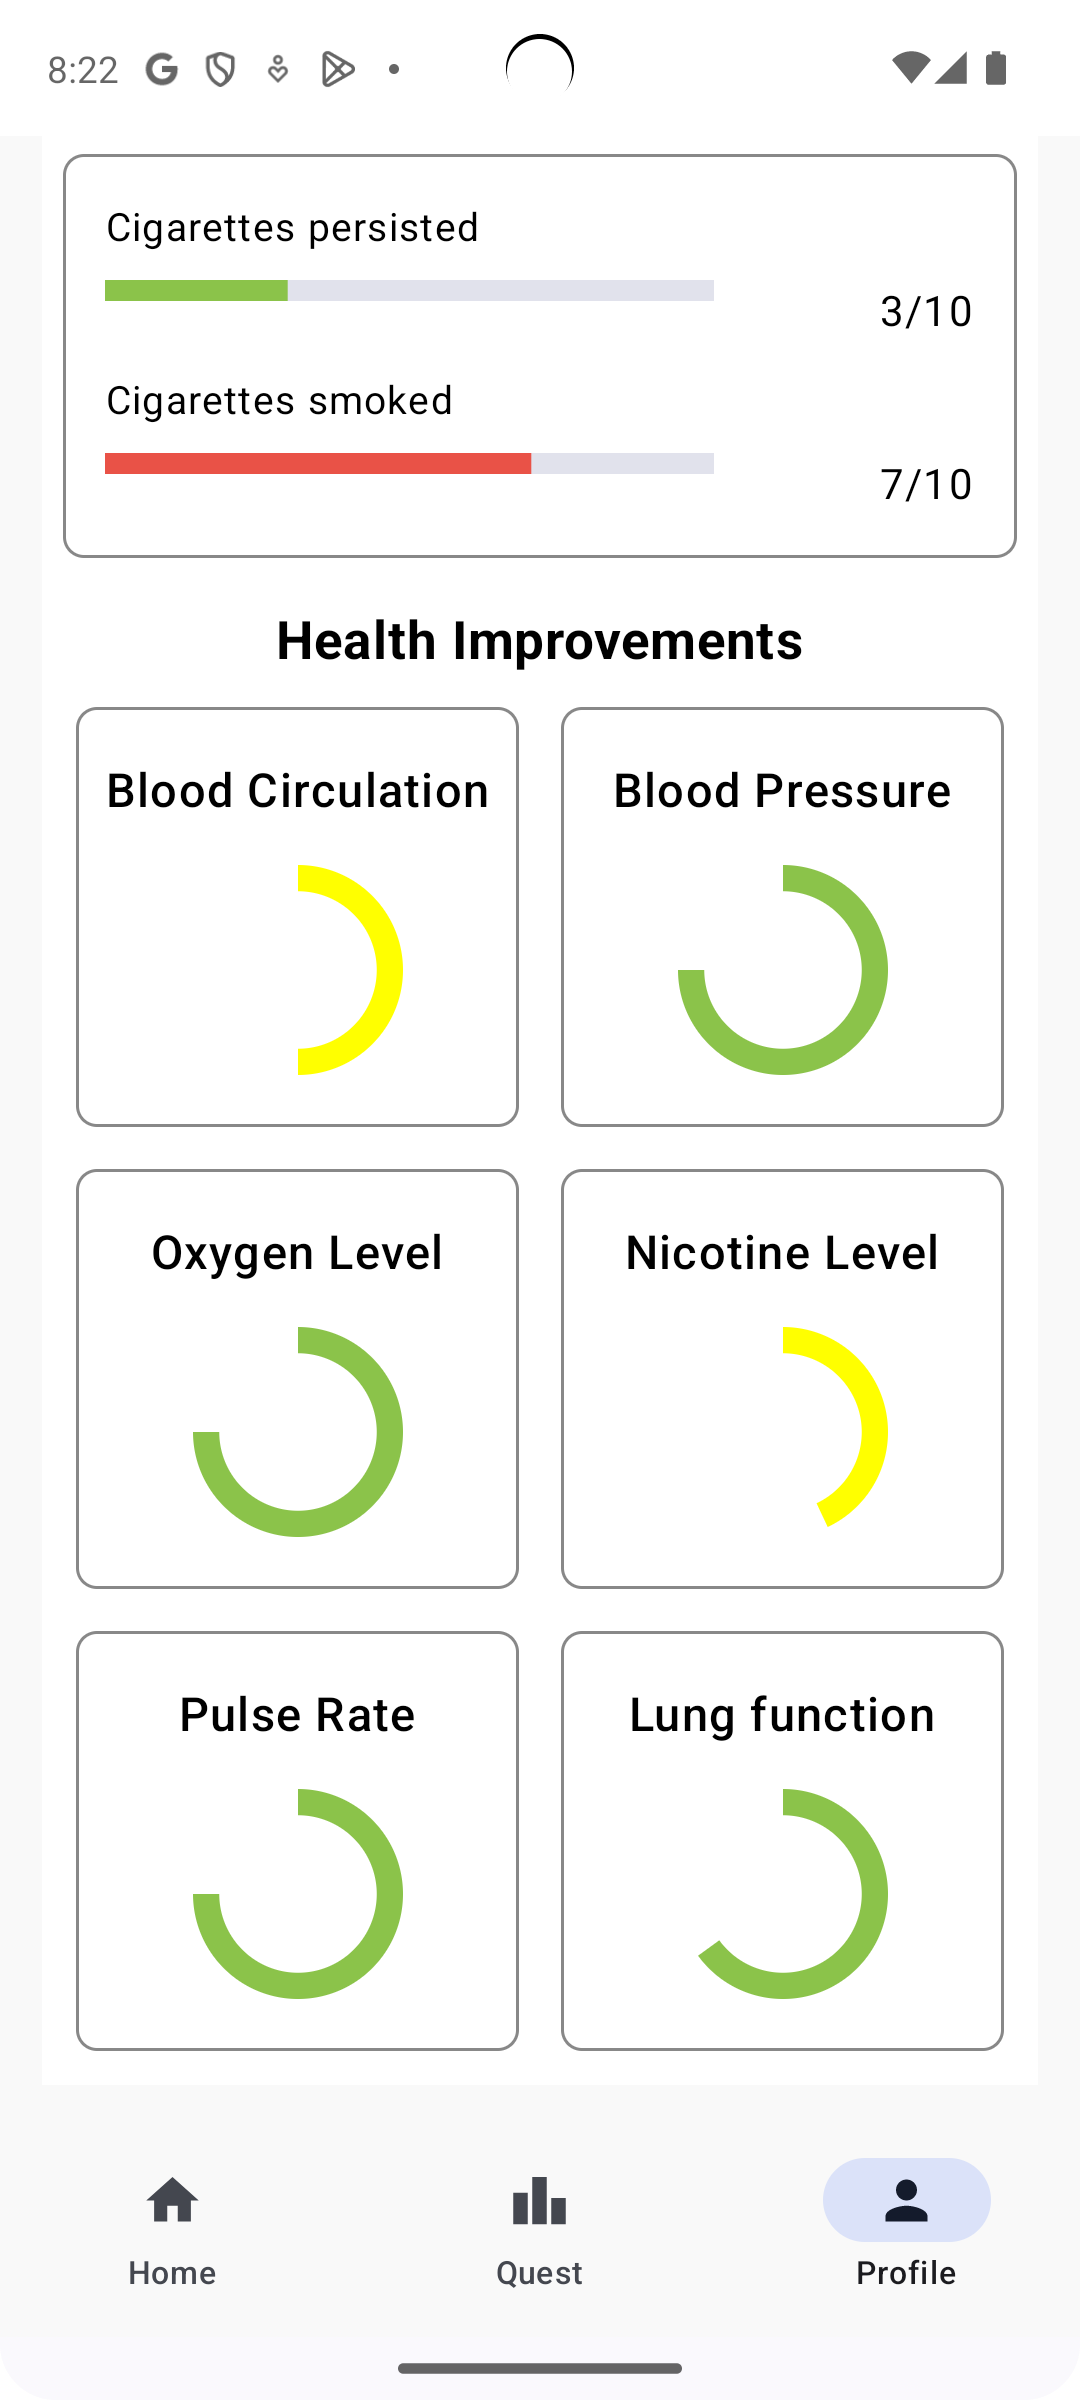 8:22
Cigarettes persisted
3/10
Cigarettes smoked
7/10
Health Improvements
Blood Circulation
Blood Pressure
Oxygen Level
Nicotine Level
Pulse Rate
Lung function
Home
Quest
Profile